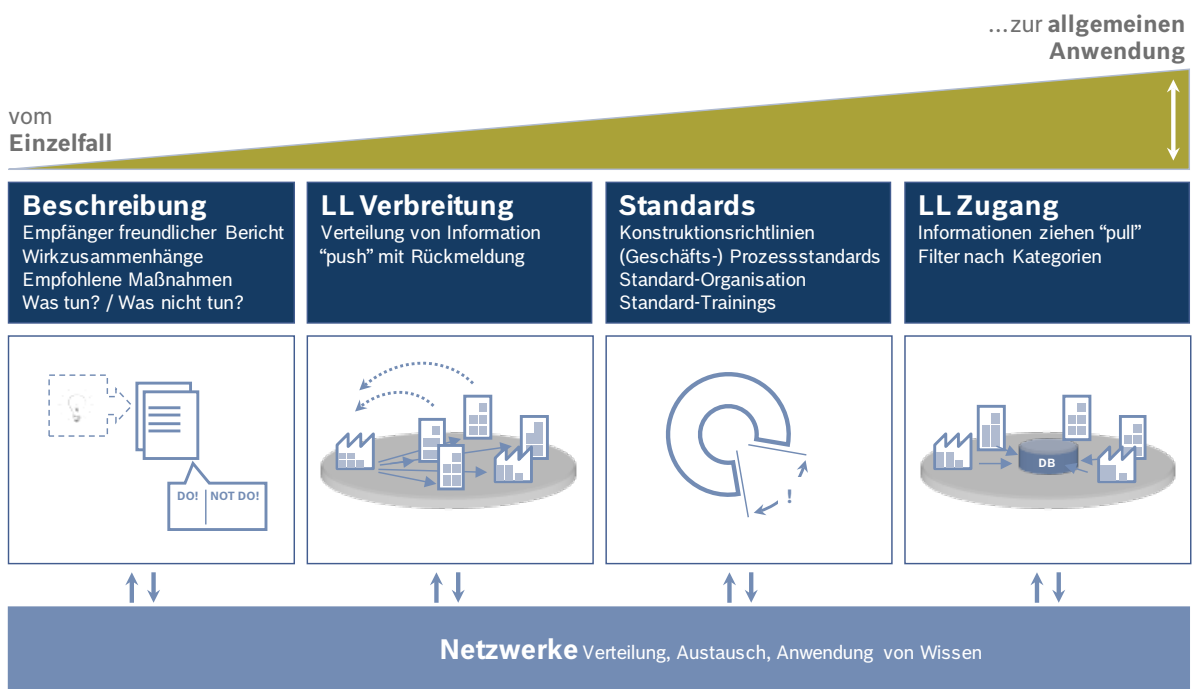 …zur allgemeinen
Anwendung
vom
Einzelfall
Beschreibung
Empfänger freundlicher Bericht
Wirkzusammenhänge
Empfohlene Maßnahmen
Was tun? / Was nicht tun?
LL Verbreitung
Verteilung von Information
“push” mit Rückmeldung
Standards
Konstruktionsrichtlinien
(Geschäfts-) Prozessstandards
Standard-Organisation
Standard-Trainings
LL Zugang
Informationen ziehen “pull”
Filter nach Kategorien
DO! NOT DO!
!
DB
Netzwerke Verteilung, Austausch, Anwendung von Wissen